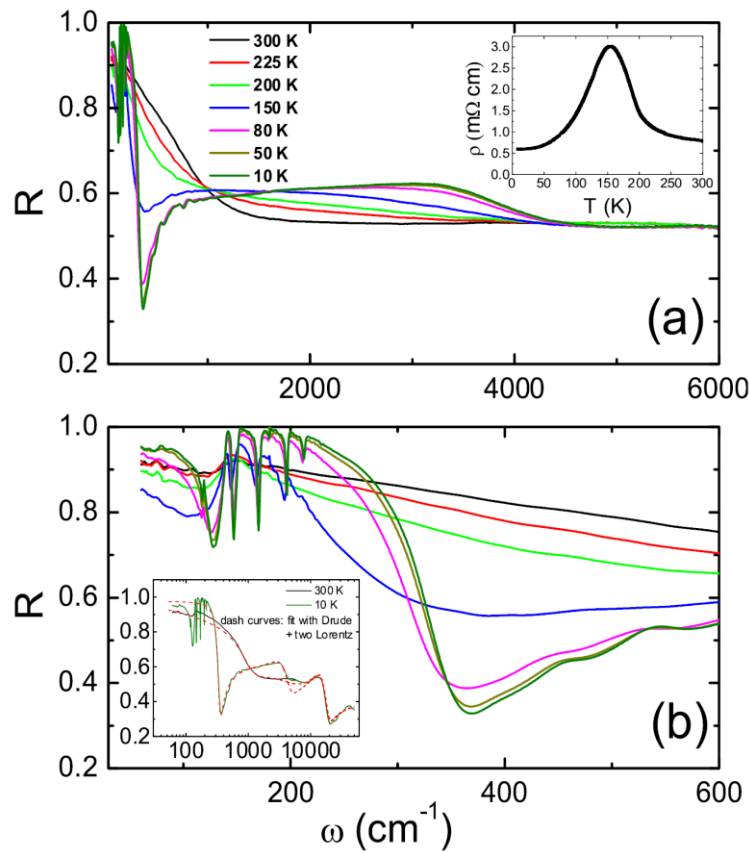 1.0
0.8
0.6
0.4
0.2
R
300 K
225 K
200 K
150 K
80 K
50 K
10 K
3.0
2.5
2.0
1.5
1.0
0.5
0.0
ρ (mΩ cm)
0 50 100 150 200 250 300
T (K)
(a)
2000 4000 6000
1.0
0.8
0.6
0.4
0.2
R
300 K
10 K
dash curves: fit with Drude
+ two Lorentz
1.0
0.8
0.6
0.4
0.2
100 1000 10000
(b)
200 400 600
ω (cm⁻¹)